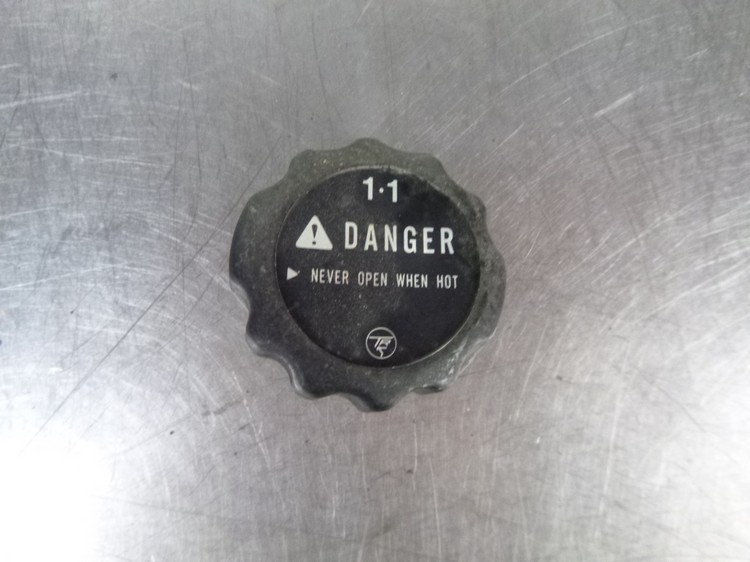 1·1
DANGER
NEVER OPEN WHEN HOT